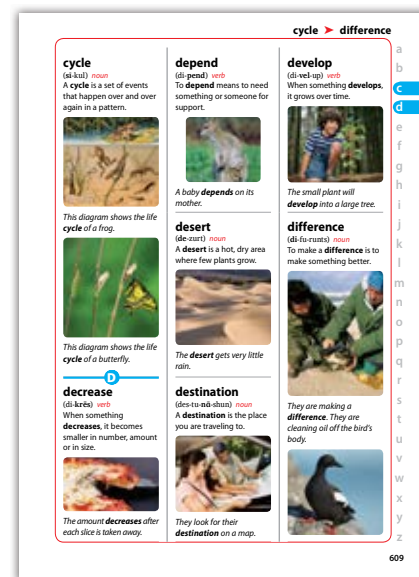 cycle ➤ difference
cycle
(sī-kul) noun
A cycle is a set of events
that happen over and over
again in a pattern.
This diagram shows the life
cycle of a frog.
This diagram shows the life
cycle of a butterfly.
D
decrease
(di-krēs) verb
When something
decreases, it becomes
smaller in number, amount
or in size.
The amount decreases after
each slice is taken away.
depend
(di-pend) verb
To depend means to need
something or someone for
support.
A baby depends on its
mother.
desert
(de-zurt) noun
A desert is a hot, dry area
where few plants grow.
The desert gets very little
rain.
destination
(des-tu-nā-shun) noun
A destination is the place
you are traveling to.
They look for their
destination on a map.
develop
(di-vel-up) verb
When something develops,
it grows over time.
The small plant will
develop into a large tree.
difference
(di-fu-runts) noun
To make a difference is to
make something better.
They are making a
difference. They are
cleaning oil off the bird's
body.
a
b
c
d
e
f
g
h
i
j
k
l
m
n
o
p
q
r
s
t
u
v
w
x
y
z
609